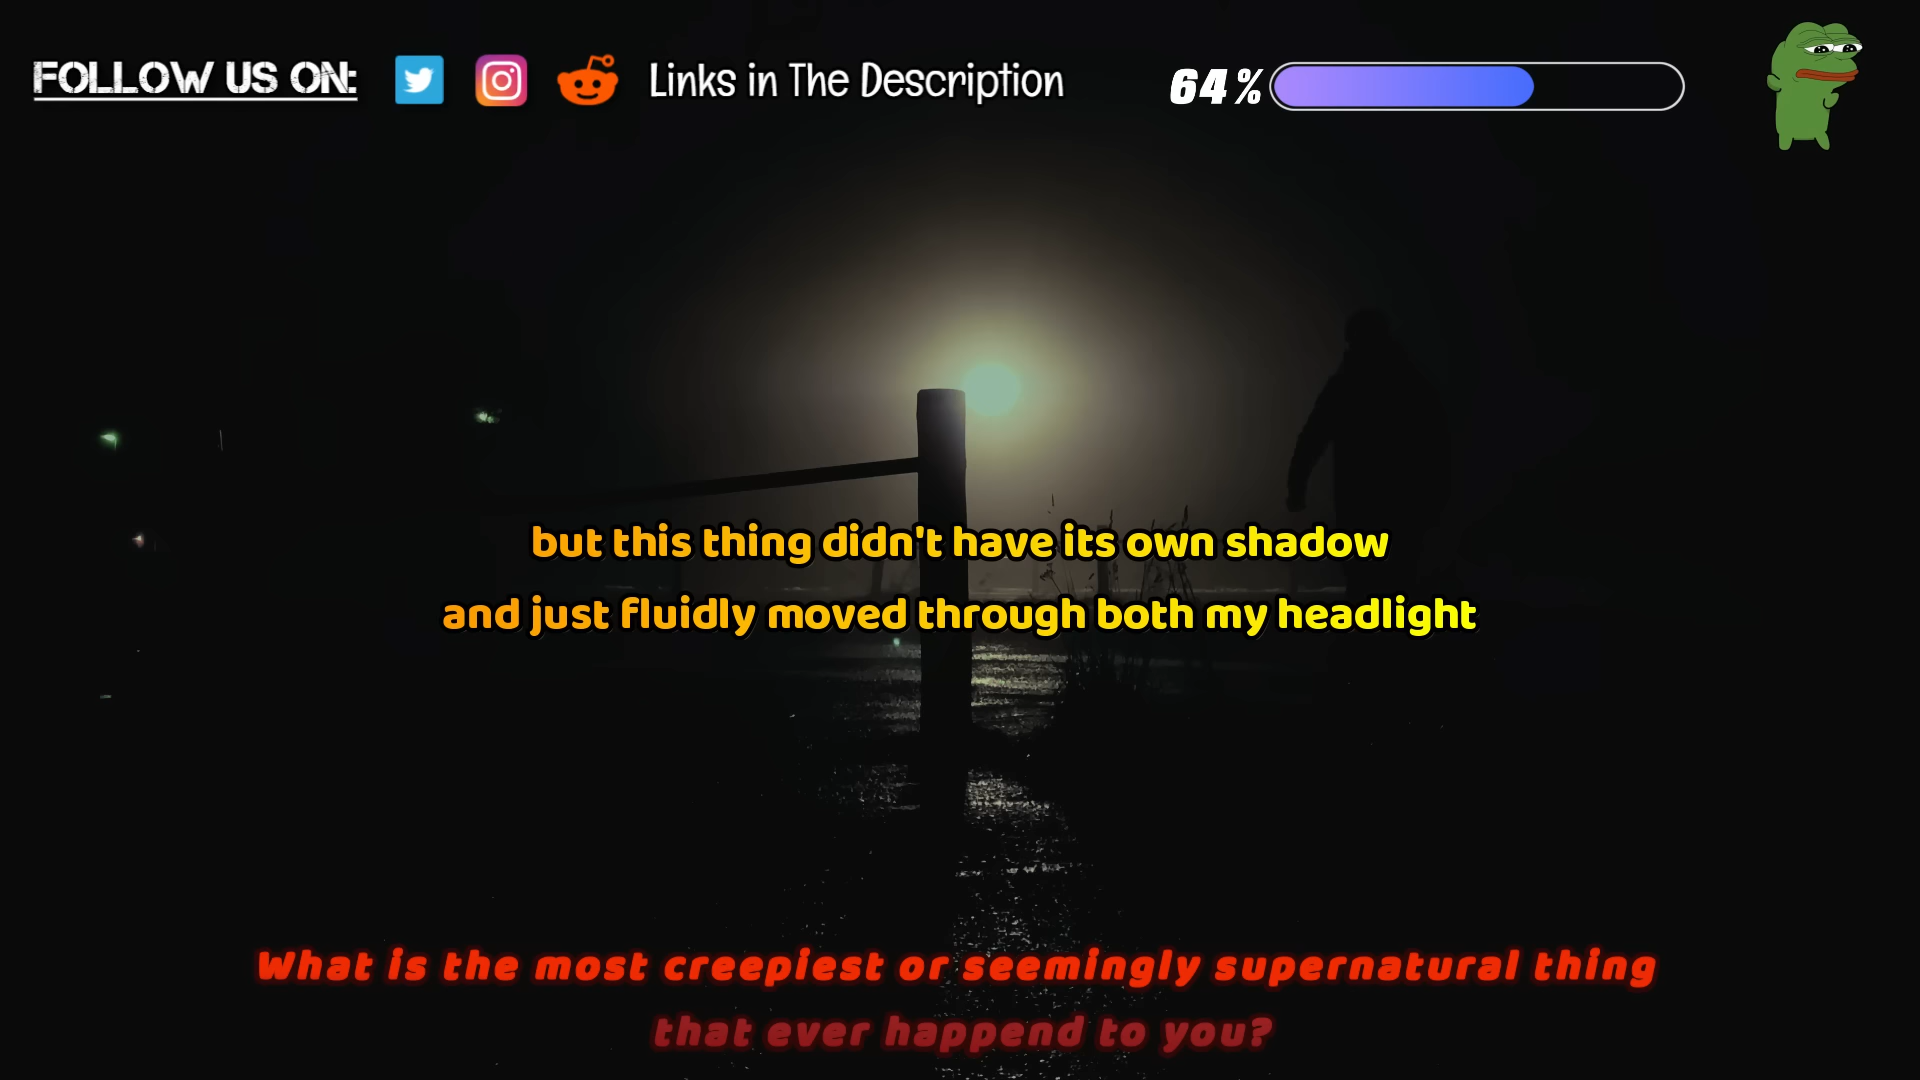 FOLLOW US ON:
Links in The Description
64%
but this thing didn't have its own shadow
and just fluidly moved through both my headlight
What is the most creepiest or seemingly supernatural thing
that ever happend to you?